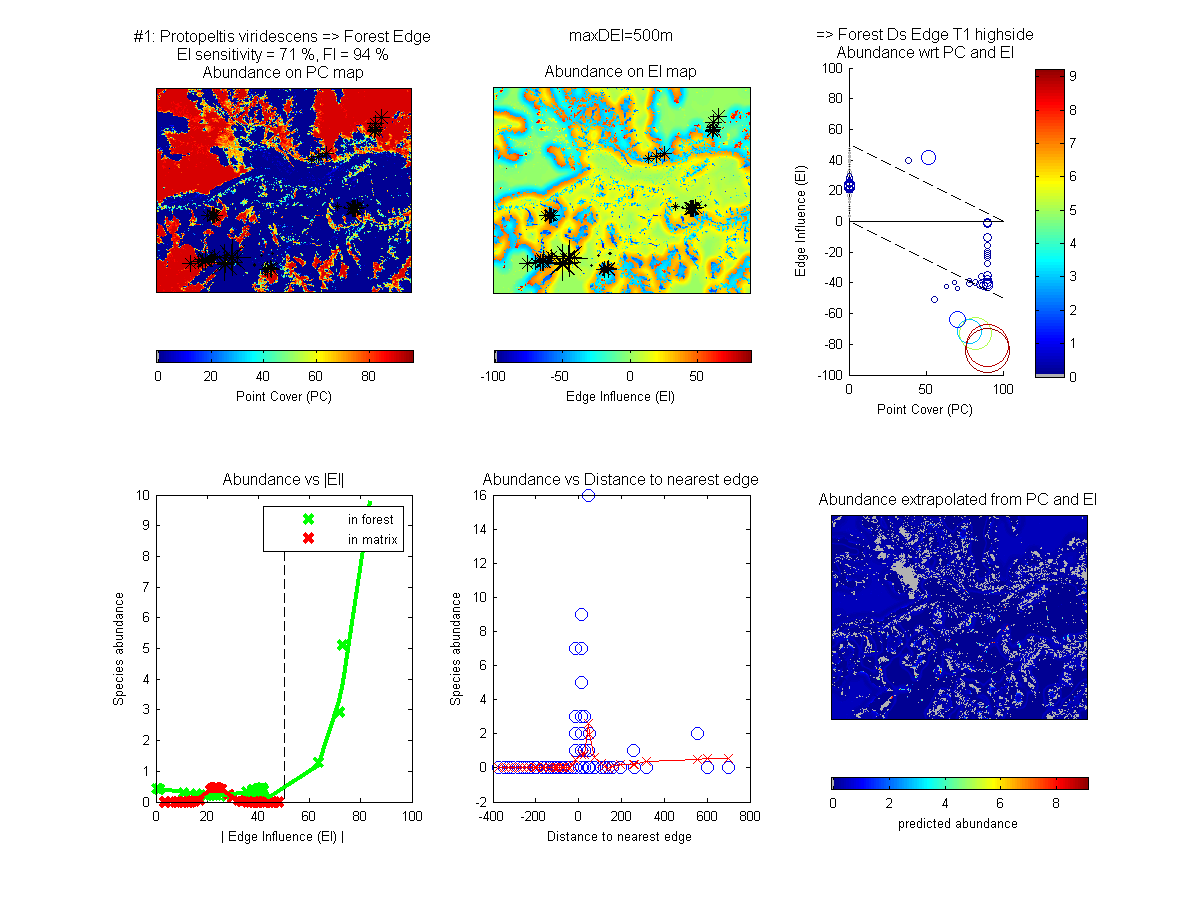 #1: Protopeltis viridescens => Forest Edge
EI sensitivity = 71 %, FI = 94 %
Abundance on PC map
0 20 40 60 80
Point Cover (PC)
maxDEI=500m
Abundance on EI map
-100 -50 0 50
Edge Influence (EI)
=> Forest Ds Edge T1 highside
Abundance wrt PC and EI
100
80
60
40
20
0
-20
-40
-60
-80
-100
Edge Influence (EI)
0 50 100
Point Cover (PC)
9
8
7
6
5
4
3
2
1
0
Abundance vs |EI|
10
9
8
7
6
5
4
3
2
1
0
Species abundance
in forest
in matrix
0 20 40 60 80 100
| Edge Influence (EI) |
Abundance vs Distance to nearest edge
16
14
12
10
8
6
4
2
0
-2
Species abundance
-400 -200 0 200 400 600 800
Distance to nearest edge
Abundance extrapolated from PC and EI
0 2 4 6 8
predicted abundance